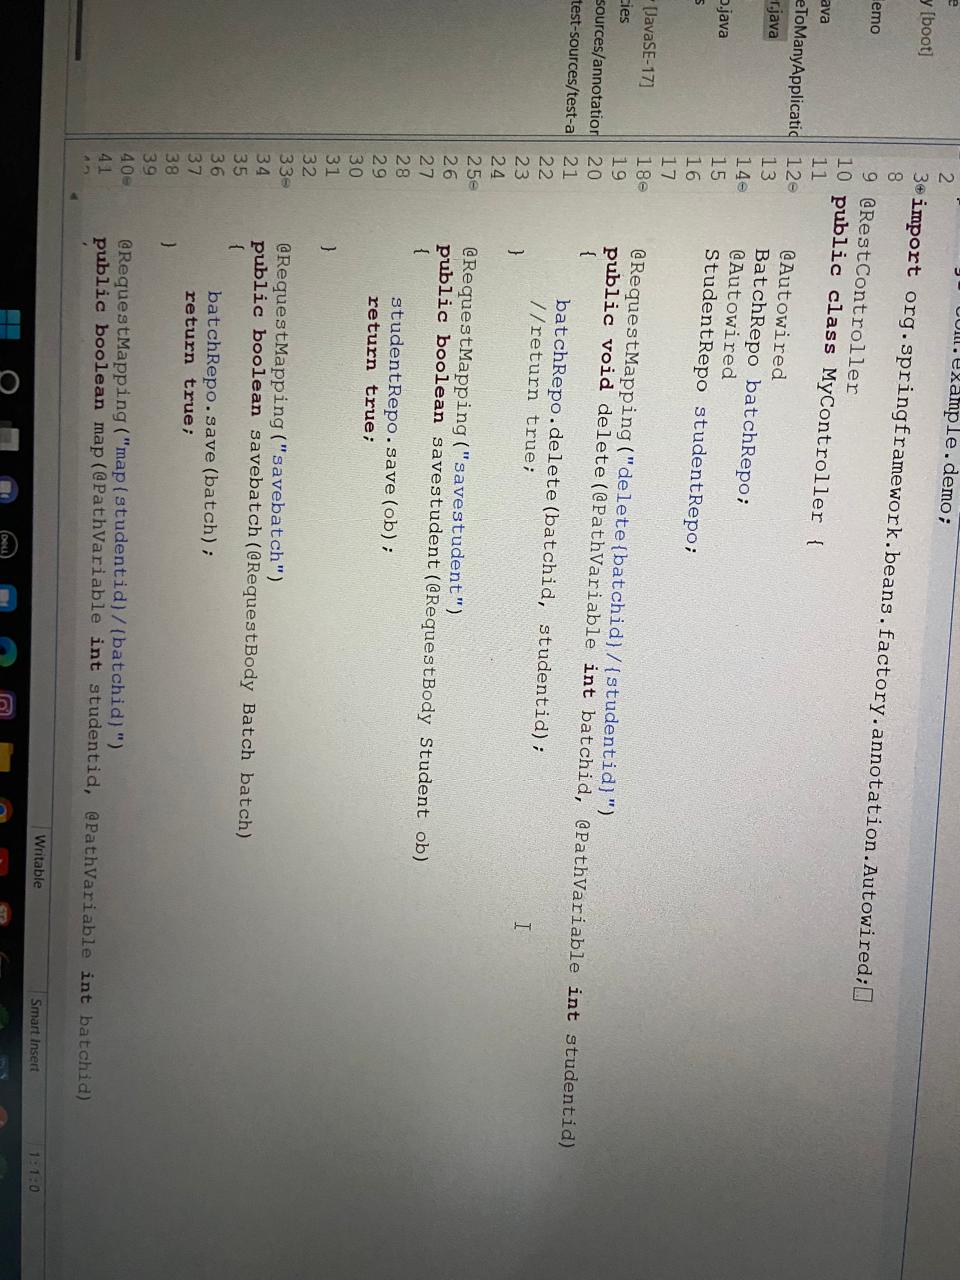 y [boot]
emo
ava
eToManyApplicatic
r.java
o.java
s
[JavaSE-17]
cies
sources/annotation
test-sources/test-a
2 com.example.demo;
3 import org.springframework.beans.factory.annotation.Autowired;
8
9 @RestController
10 public class MyController {
11
12 @Autowired
13 BatchRepo batchRepo;
14 @Autowired
15 StudentRepo studentRepo;
16
17
18 @RequestMapping("delete{batchid}/{studentid}")
19 public void delete(@PathVariable int batchid, @PathVariable int studentid)
20 {
21 batchRepo.delete(batchid, studentid);
22 //return true;
23 }
24
25 @RequestMapping("savestudent")
26 public boolean savestudent(@RequestBody Student ob)
27 {
28 studentRepo.save(ob);
29 return true;
30
31 }
32
33 @RequestMapping("savebatch")
34 public boolean savebatch(@RequestBody Batch batch)
35 {
36 batchRepo.save(batch);
37 return true;
38 }
39
40 @RequestMapping("map{studentid}/{batchid}")
41 public boolean map(@PathVariable int studentid, @PathVariable int batchid)
Writable
Smart Insert
1:1:0
DELL